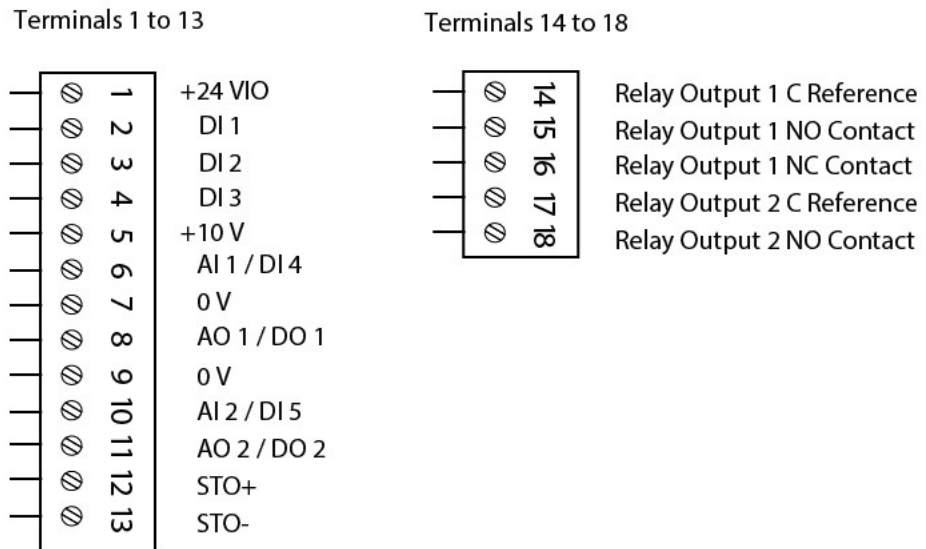 Terminals 1 to 13
1 +24 VIO
2 DI 1
3 DI 2
4 DI 3
5 +10 V
6 AI 1 / DI 4
7 0 V
8 AO 1 / DO 1
9 0 V
10 AI 2 / DI 5
11 AO 2 / DO 2
12 STO+
13 STO-
Terminals 14 to 18
14 Relay Output 1 C Reference
15 Relay Output 1 NO Contact
16 Relay Output 1 NC Contact
17 Relay Output 2 C Reference
18 Relay Output 2 NO Contact